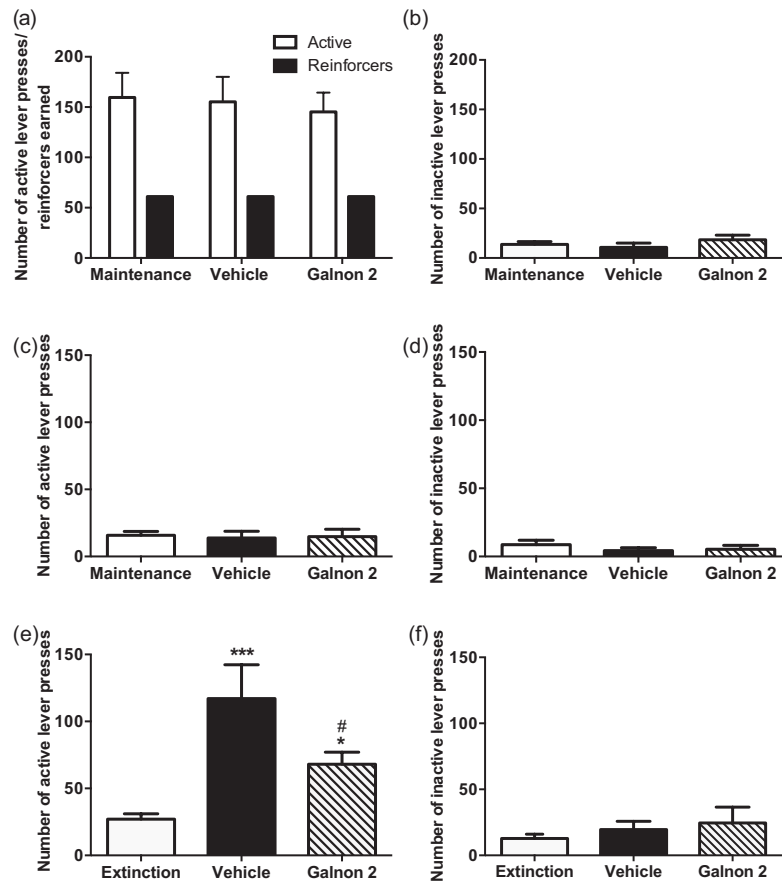 (a)
Number of active lever presses/
reinforcers earned
200
150
100
50
0
Active
Reinforcers
Maintenance Vehicle Galnon 2
(b)
Number of inactive lever presses
200
150
100
50
0
Maintenance Vehicle Galnon 2
(c)
Number of active lever presses
150
100
50
0
Maintenance Vehicle Galnon 2
(d)
Number of inactive lever presses
150
100
50
0
Maintenance Vehicle Galnon 2
(e)
Number of active lever presses
150
100
50
0
***
#
*
Extinction Vehicle Galnon 2
(f)
Number of inactive lever presses
150
100
50
0
Extinction Vehicle Galnon 2